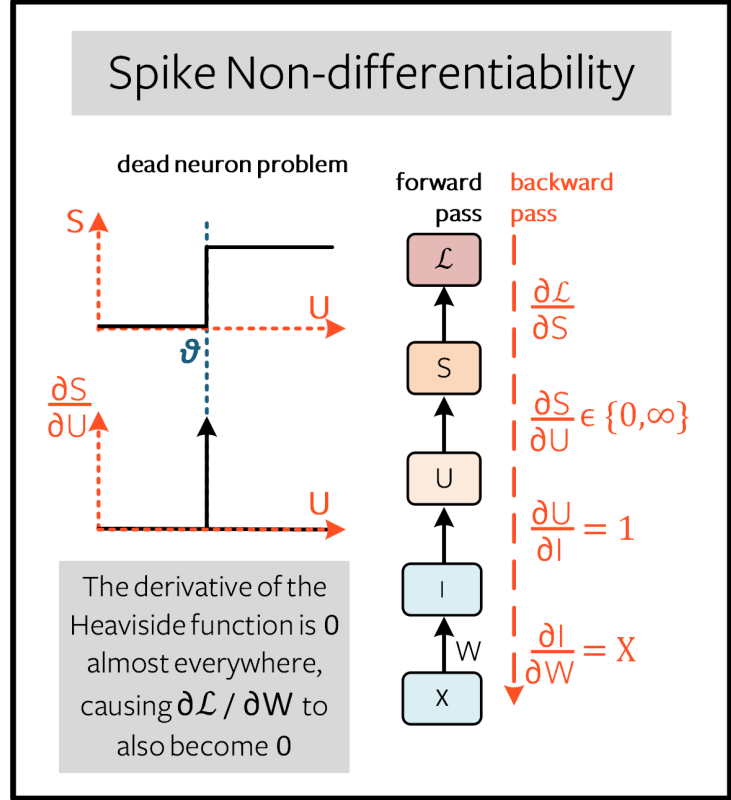 Spike Non-differentiability
dead neuron problem
S
U
ϑ
∂S
∂U
U
The derivative of the
Heaviside function is 0
almost everywhere,
causing ∂ℒ / ∂W to
also become 0
forward
pass
ℒ
S
U
I
W
X
backward
pass
∂ℒ
∂S
∂S
∂U ϵ {0,∞}
∂U
∂I = 1
∂I
∂W = X